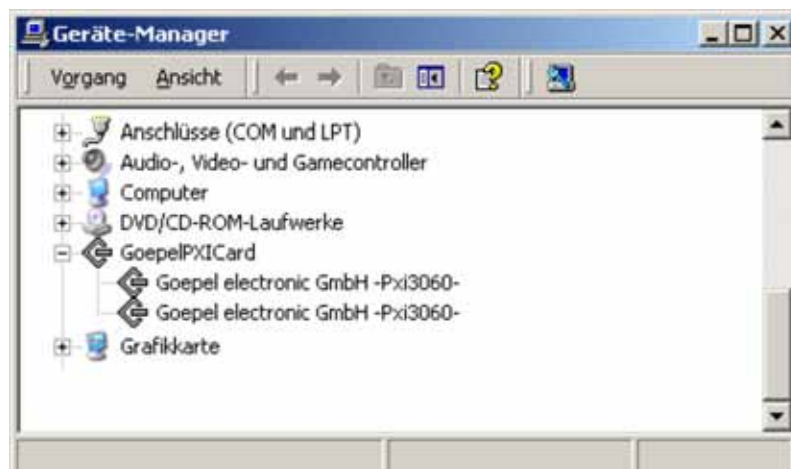 Geräte-Manager
Vorgang Ansicht
Anschlüsse (COM und LPT)
Audio-, Video- und Gamecontroller
Computer
DVD/CD-ROM-Laufwerke
GoepelPXICard
Goepel electronic GmbH -Pxi3060-
Goepel electronic GmbH -Pxi3060-
Grafikkarte